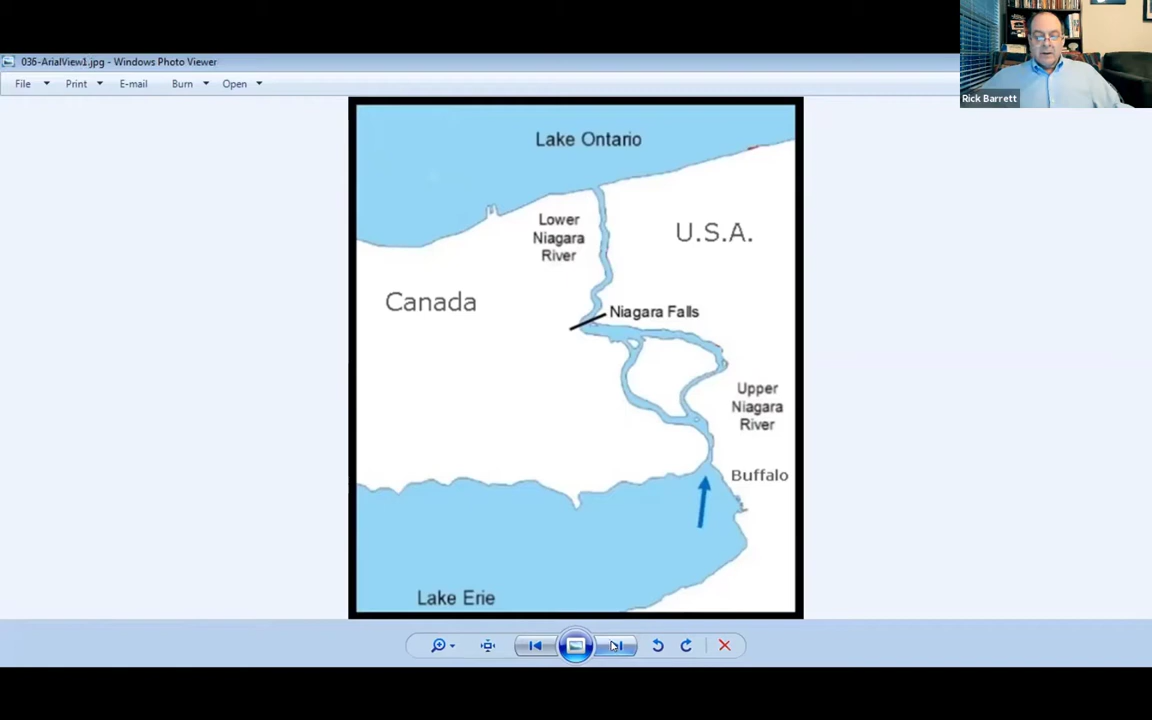 036-ArialView1.jpg - Windows Photo Viewer
File Print E-mail Burn Open
Rick Barrett
Lake Ontario
Lower
Niagara
River
U.S.A.
Canada
Niagara Falls
Upper
Niagara
River
Buffalo
Lake Erie